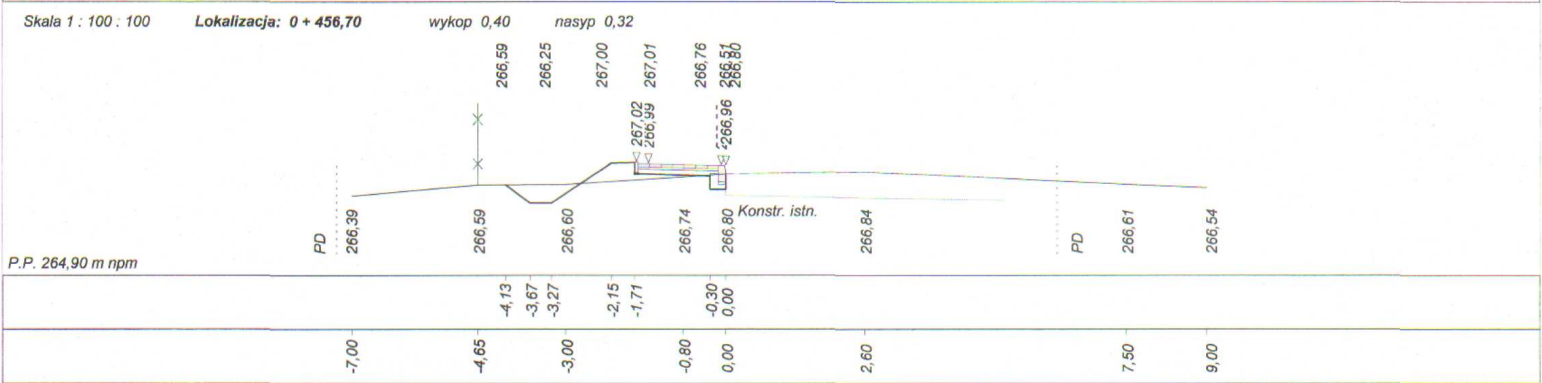 Skala 1 : 100 : 100 Lokalizacja: 0 + 456,70 wykop 0,40 nasyp 0,32
266,59 266,25 267,00 267,01 266,76 266,51 266,80
267,02 266,99 266,96
Konstr. istn.
PD 266,39 266,59 266,60 266,74 266,80 266,84 PD 266,61 266,54
P.P. 264,90 m npm
-4,13 -3,67 -3,27 -2,15 -1,71 -0,30 0,00
-7,00 -4,65 -3,00 -0,80 0,00 2,60 7,50 9,00